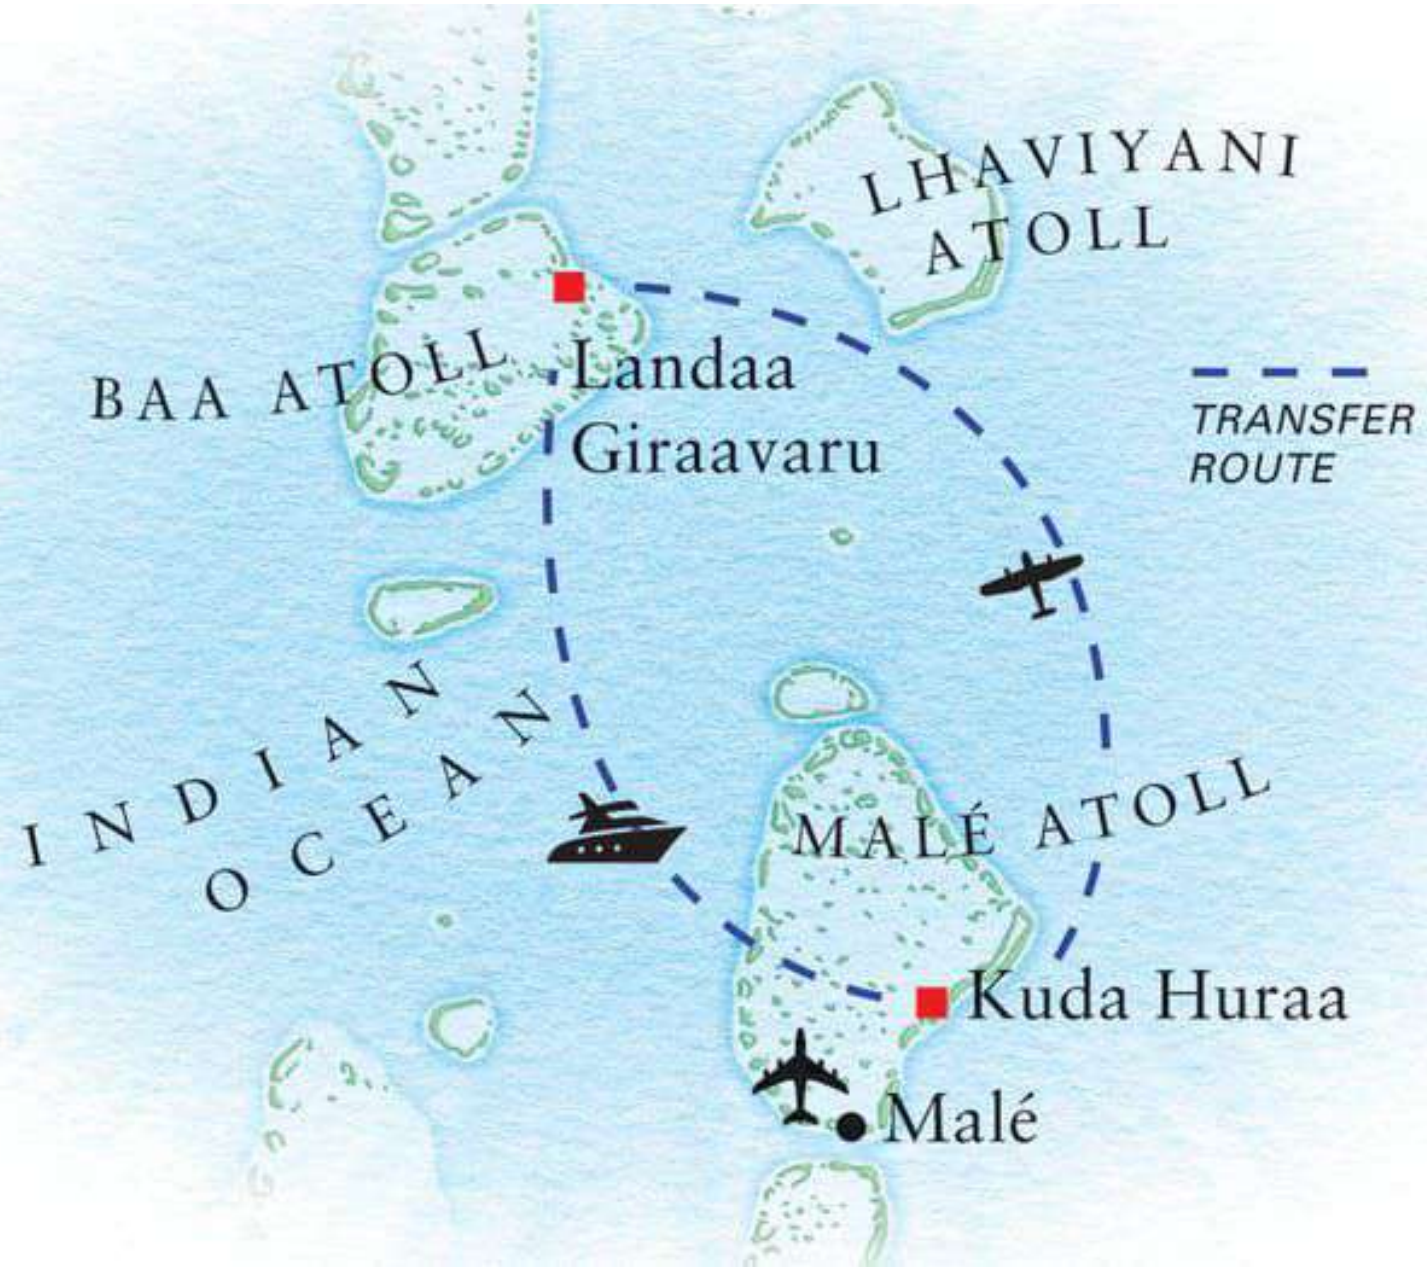 LHAVIYANI
ATOLL
BAA ATOLL
Landaa
Giraavaru
TRANSFER
ROUTE
INDIAN
OCEAN
MALÉ ATOLL
Kuda Huraa
Malé